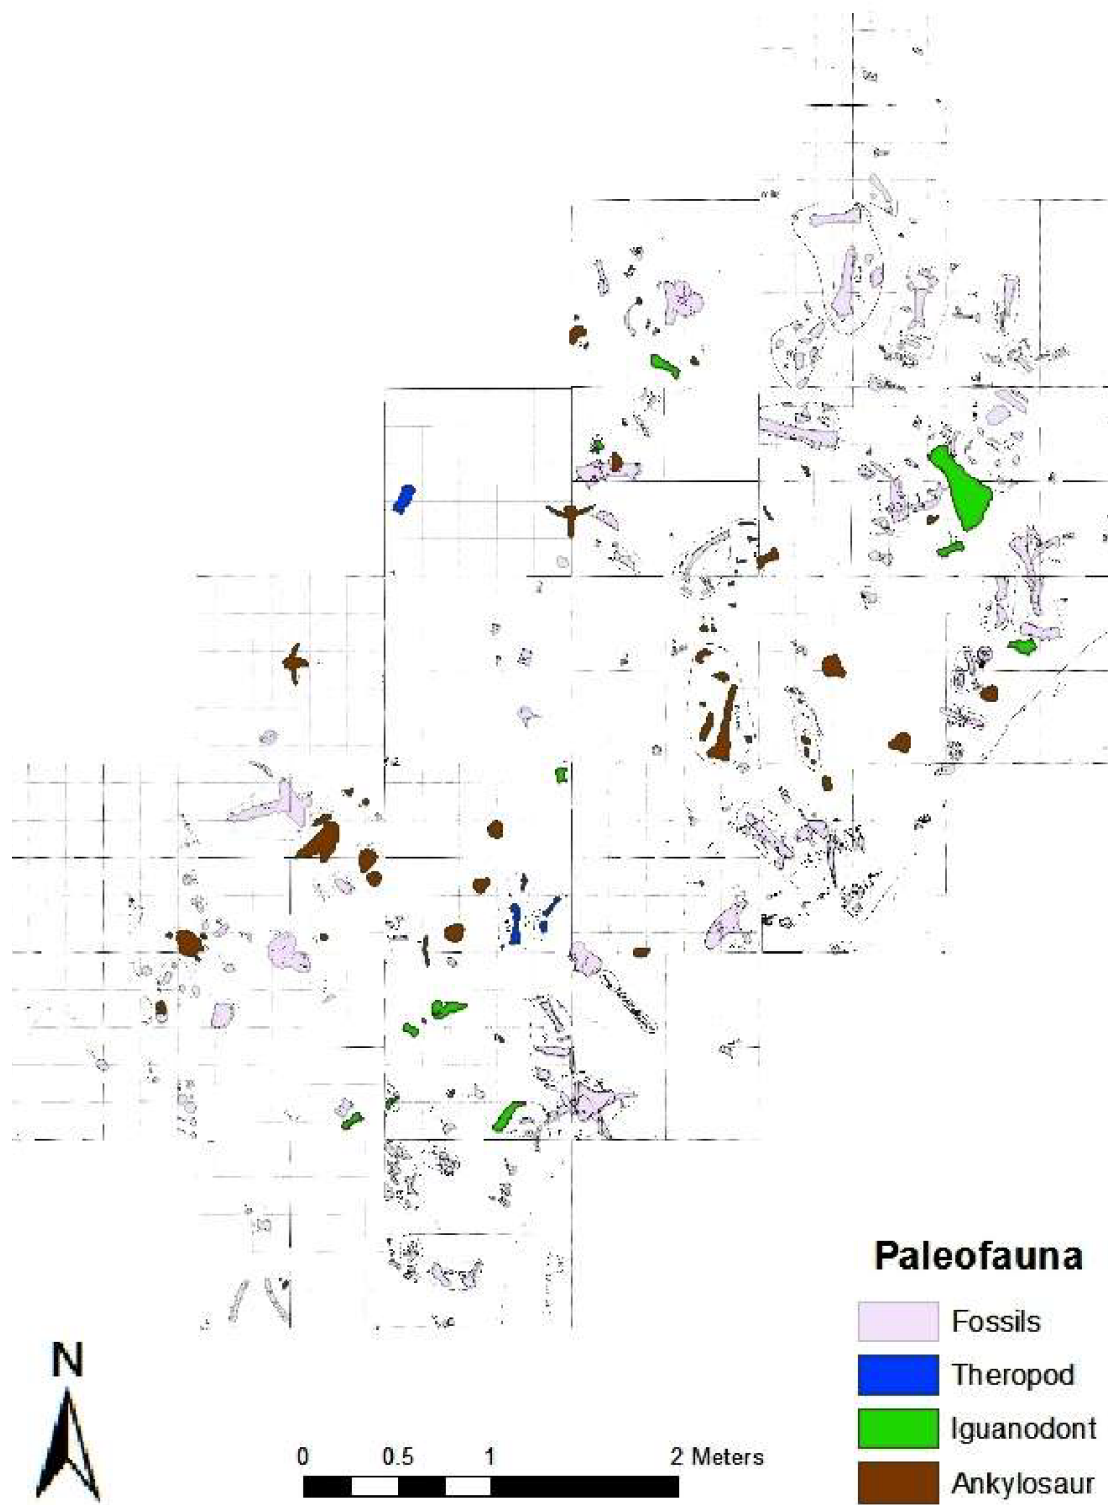 Paleofauna
Fossils
Theropod
Iguanodont
Ankylosaur
N
0 0.5 1 2 Meters